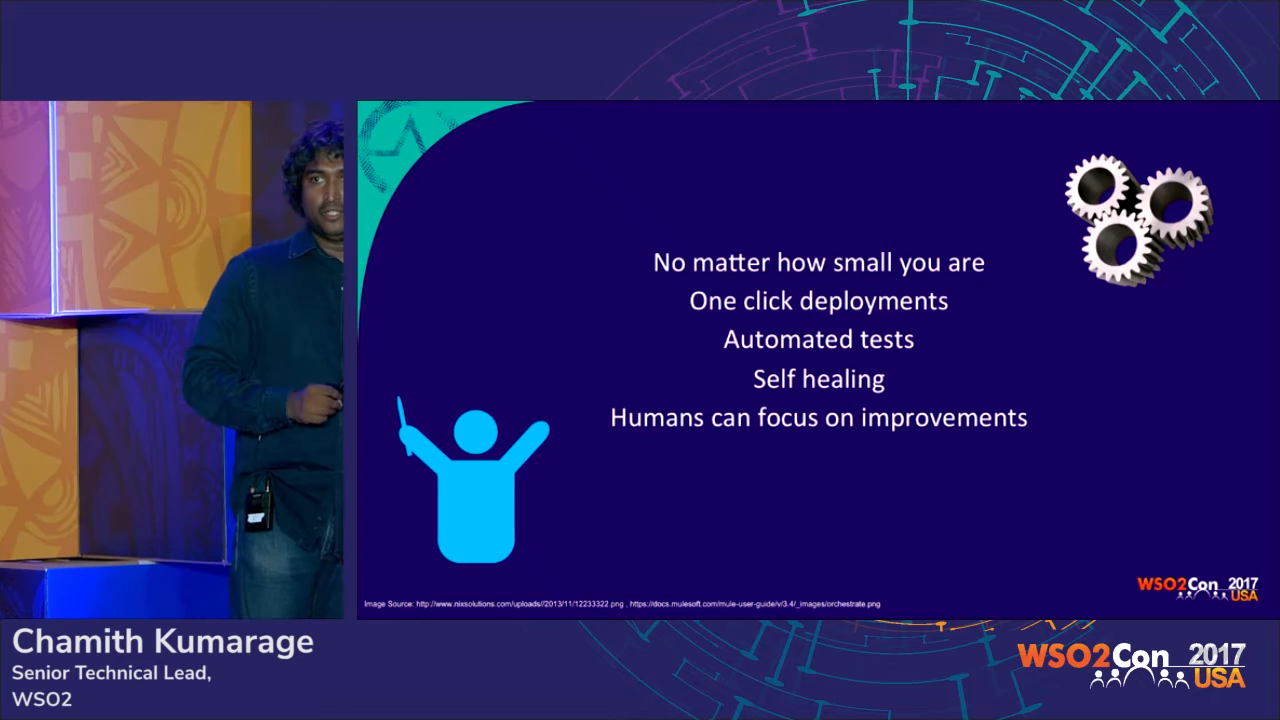 No matter how small you are
One click deployments
Automated tests
Self healing
Humans can focus on improvements
WSO2Con 2017
USA
Image Source: http://www.nixsolutions.com/uploads//2013/11/12233322.png , https://docs.mulesoft.com/mule-user-guide/v/3.4/_images/orchestrate.png
Chamith Kumarage
Senior Technical Lead,
WSO2
WSO2Con 2017
USA